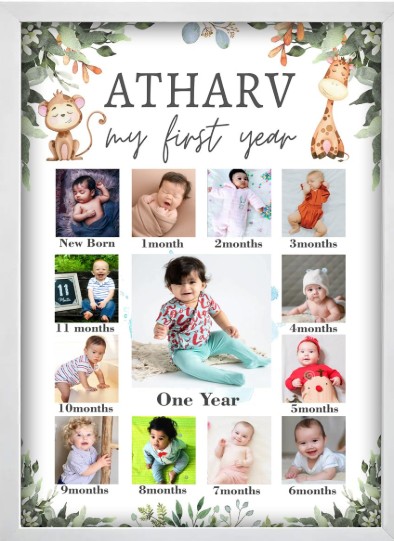 ATHARV
my first year
New Born
1month
2months
3months
11
11 months
4months
One Year
10months
5months
9months
8months
7months
6months